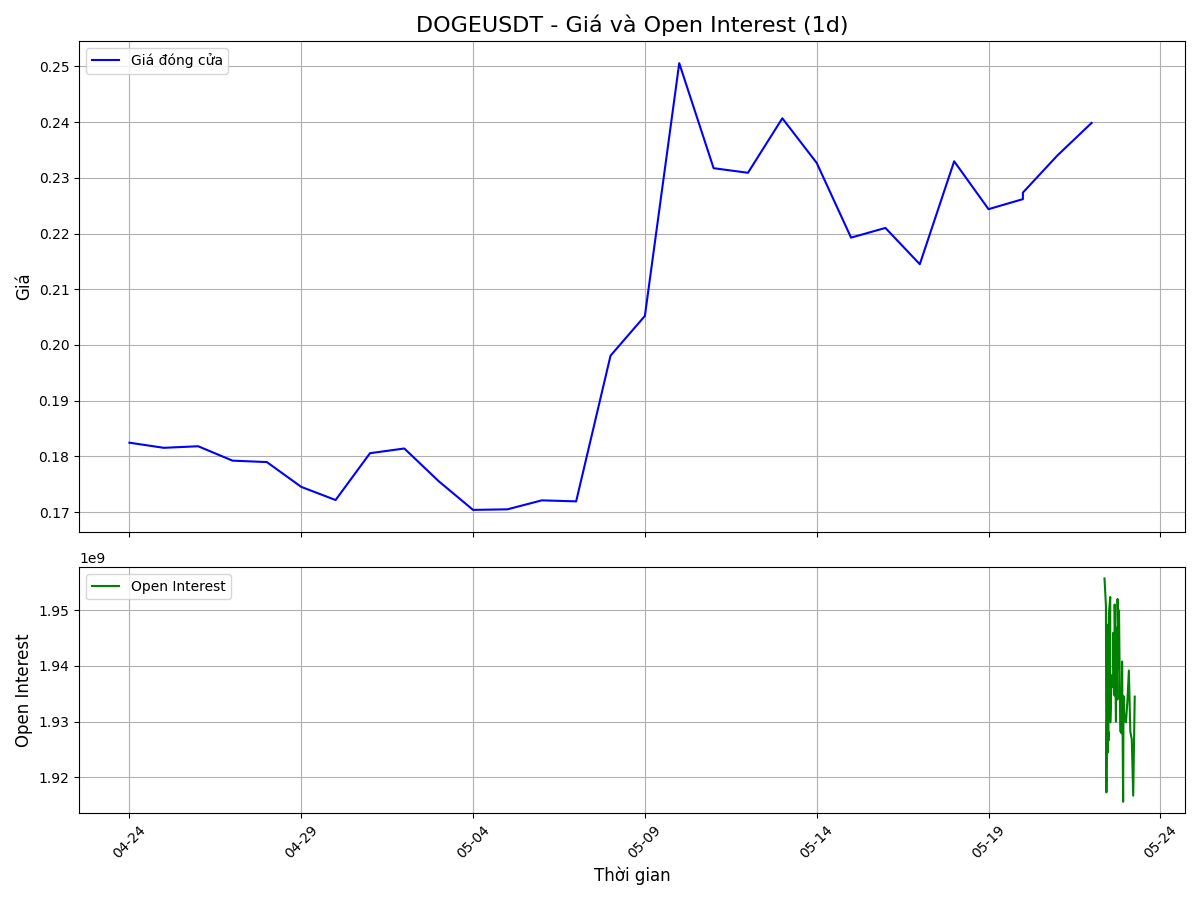 DOGEUSDT - Giá và Open Interest (1d)
Giá đóng cửa
0.25
0.24
0.23
0.22
0.21
0.20
0.19
0.18
0.17
Giá
1e9
Open Interest
1.95
1.94
1.93
1.92
Open Interest
04-24
04-29
05-04
05-09
05-14
05-19
05-24
Thời gian